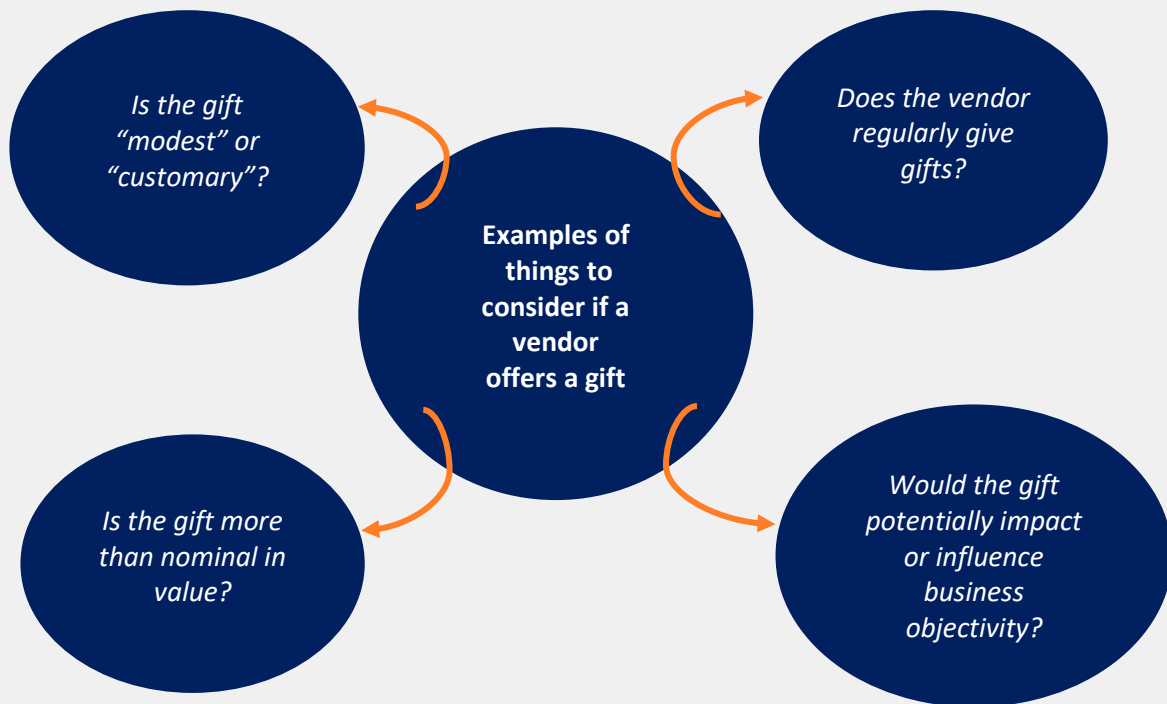 Is the gift
“modest” or
“customary”?
Does the vendor
regularly give
gifts?
Examples of
things to
consider if a
vendor
offers a gift
Is the gift more
than nominal in
value?
Would the gift
potentially impact
or influence
business
objectivity?